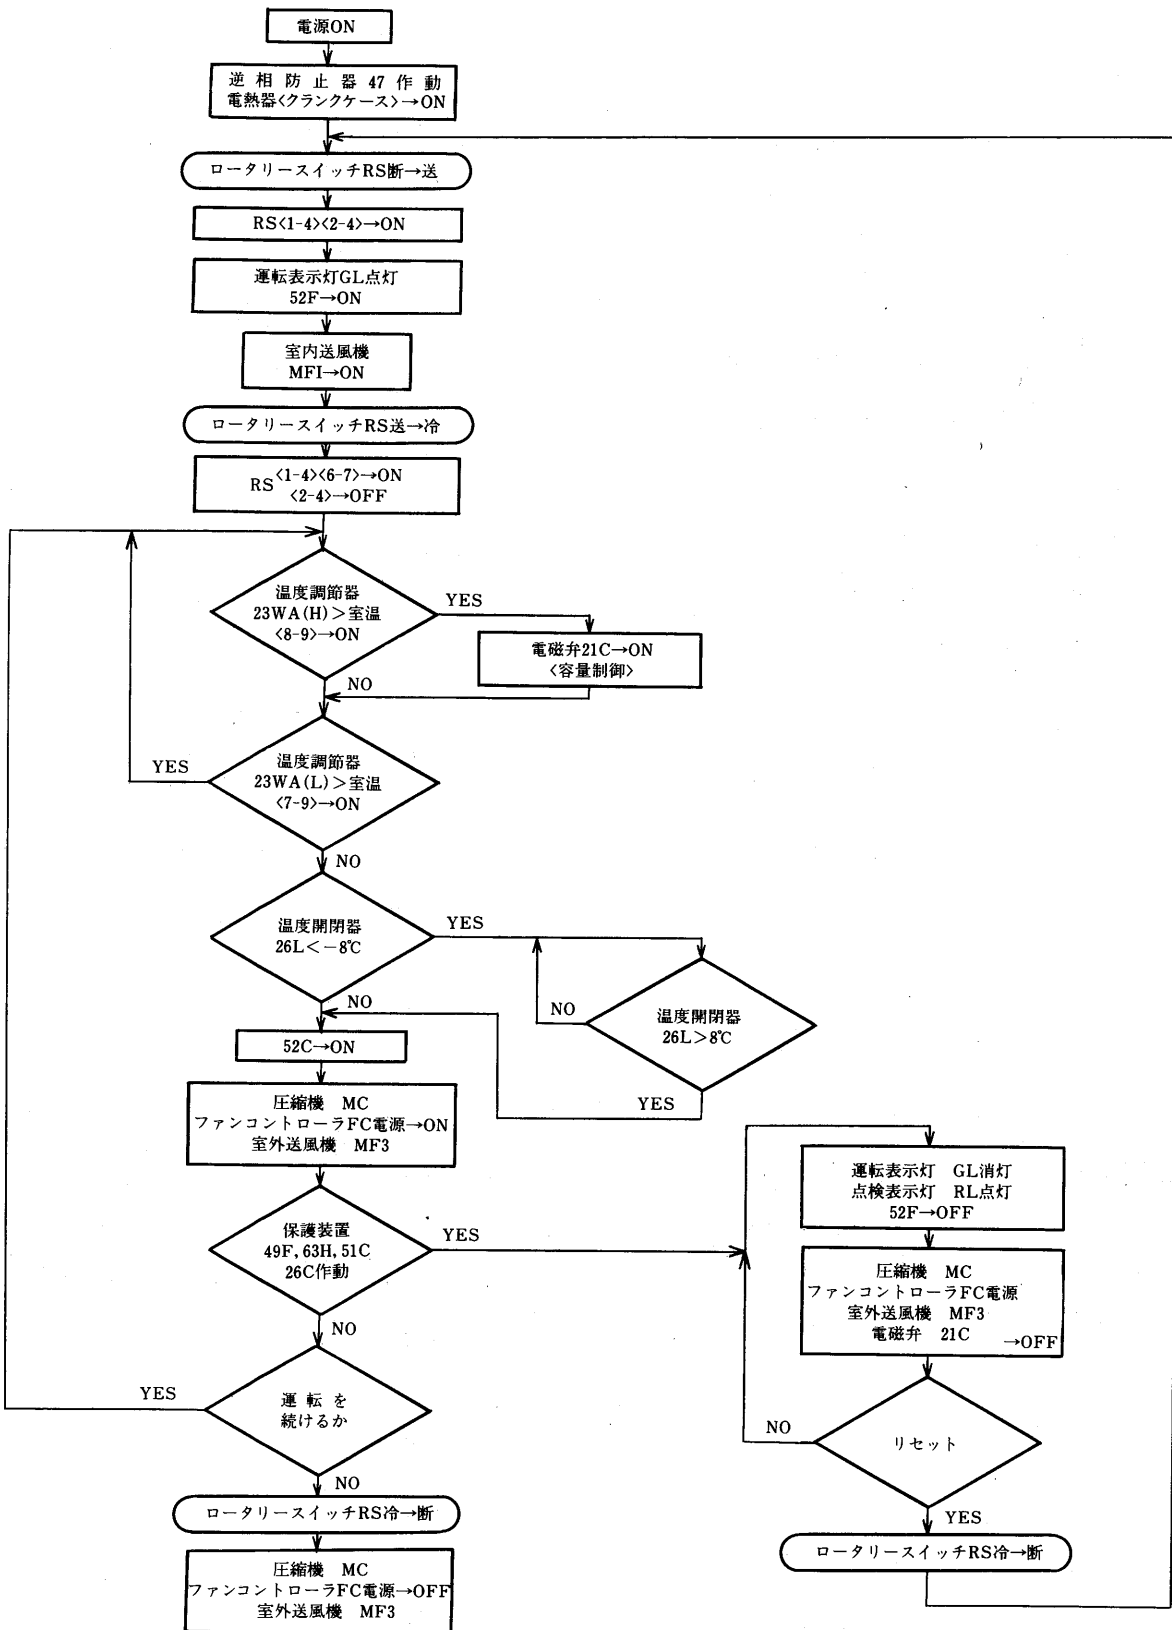 電源ON
逆相防止器47作動
電熱器<クランクケース>→ON
ロータリースイッチRS断→送
RS<1-4><2-4>→ON
運転表示灯GL点灯
52F→ON
室内送風機
MFI→ON
ロータリースイッチRS送→冷
RS<1-4><6-7>→ON
<2-4>→OFF
温度調節器
23WA(H)>室温
<8-9>→ON
YES
電磁弁21C→ON
<容量制御>
NO
温度調節器
23WA(L)>室温
<7-9>→ON
YES
NO
温度開閉器
26L<-8℃
YES
NO
温度開閉器
26L>8℃
NO
YES
52C→ON
圧縮機 MC
ファンコントローラFC電源→ON
室外送風機 MF3
保護装置
49F, 63H, 51C
26C作動
YES
NO
運転を
続けるか
YES
NO
ロータリースイッチRS冷→断
圧縮機 MC
ファンコントローラFC電源→OFF
室外送風機 MF3
運転表示灯 GL消灯
点検表示灯 RL点灯
52F→OFF
圧縮機 MC
ファンコントローラFC電源
室外送風機 MF3
電磁弁 21C →OFF
リセット
NO
YES
ロータリースイッチRS冷→断